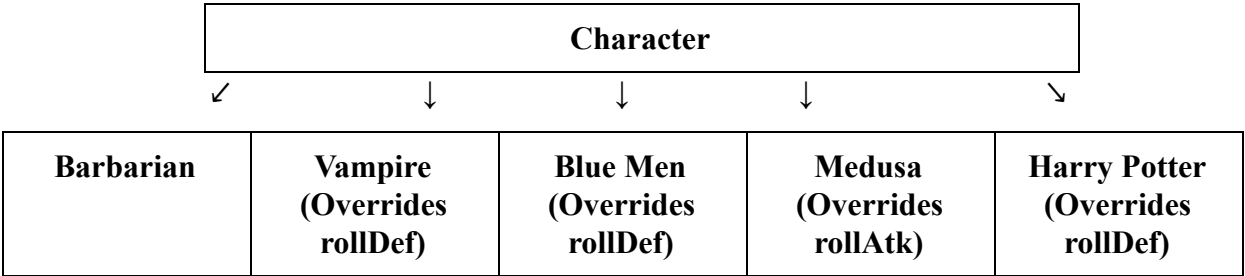 Character
↙ ↓ ↓ ↓ ↘
Barbarian
Vampire
(Overrides
rollDef)
Blue Men
(Overrides
rollDef)
Medusa
(Overrides
rollAtk)
Harry Potter
(Overrides
rollDef)